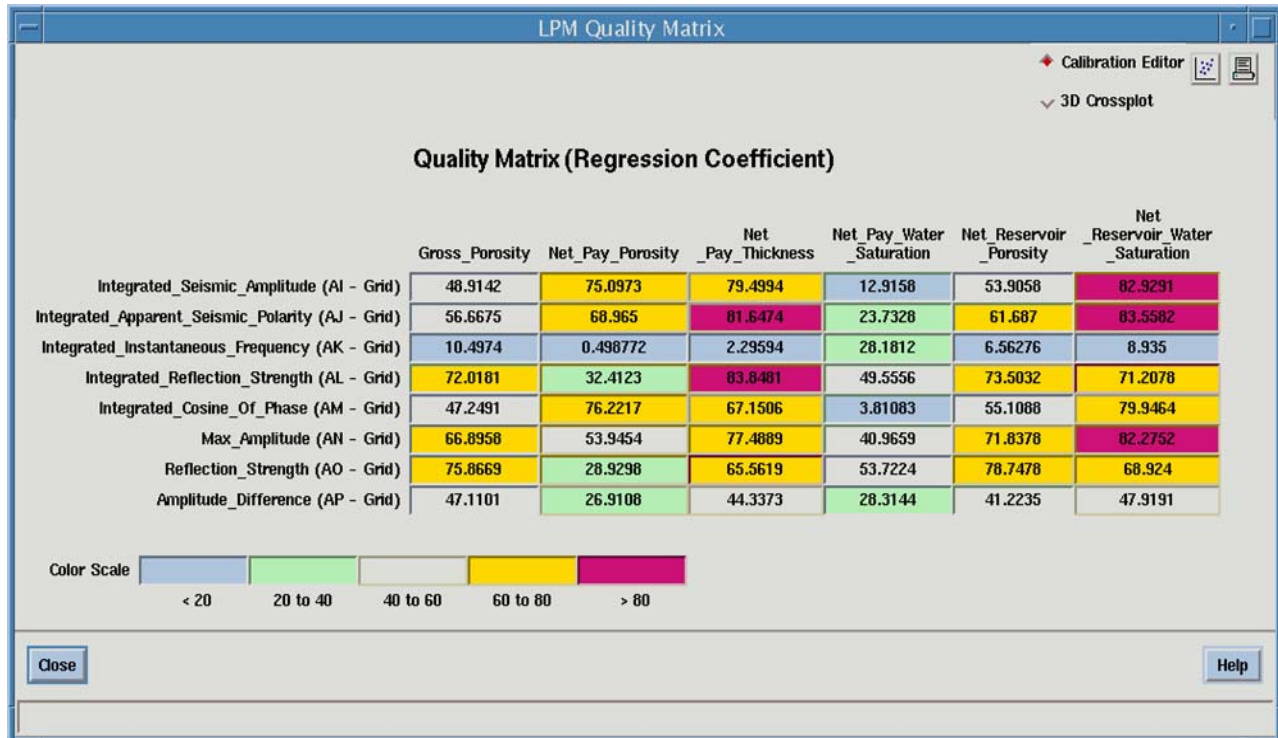 LPM Quality Matrix
Calibration Editor
3D Crossplot
Quality Matrix (Regression Coefficient)
Net Net
Net_Pay_Water Net_Reservoir _Reservoir_Water
Gross_Porosity Net_Pay_Porosity _Pay_Thickness _Saturation _Porosity _Saturation
Integrated_Seismic_Amplitude (AI - Grid) 48.9142 75.0973 79.4994 12.9158 53.9058 82.9291
Integrated_Apparent_Seismic_Polarity (AJ - Grid) 56.6675 68.965 81.6474 23.7328 61.687 83.5582
Integrated_Instantaneous_Frequency (AK - Grid) 10.4974 0.498772 2.29594 28.1812 6.56276 8.935
Integrated_Reflection_Strength (AL - Grid) 72.0181 32.4123 83.8481 49.5556 73.5032 71.2078
Integrated_Cosine_Of_Phase (AM - Grid) 47.2491 76.2217 67.1506 3.81083 55.1088 79.9464
Max_Amplitude (AN - Grid) 66.8958 53.9454 77.4889 40.9659 71.8378 82.2752
Reflection_Strength (AO - Grid) 75.8669 28.9298 65.5619 53.7224 78.7478 68.924
Amplitude_Difference (AP - Grid) 47.1101 26.9108 44.3373 28.3144 41.2235 47.9191
Color Scale
< 20 20 to 40 40 to 60 60 to 80 > 80
Close Help